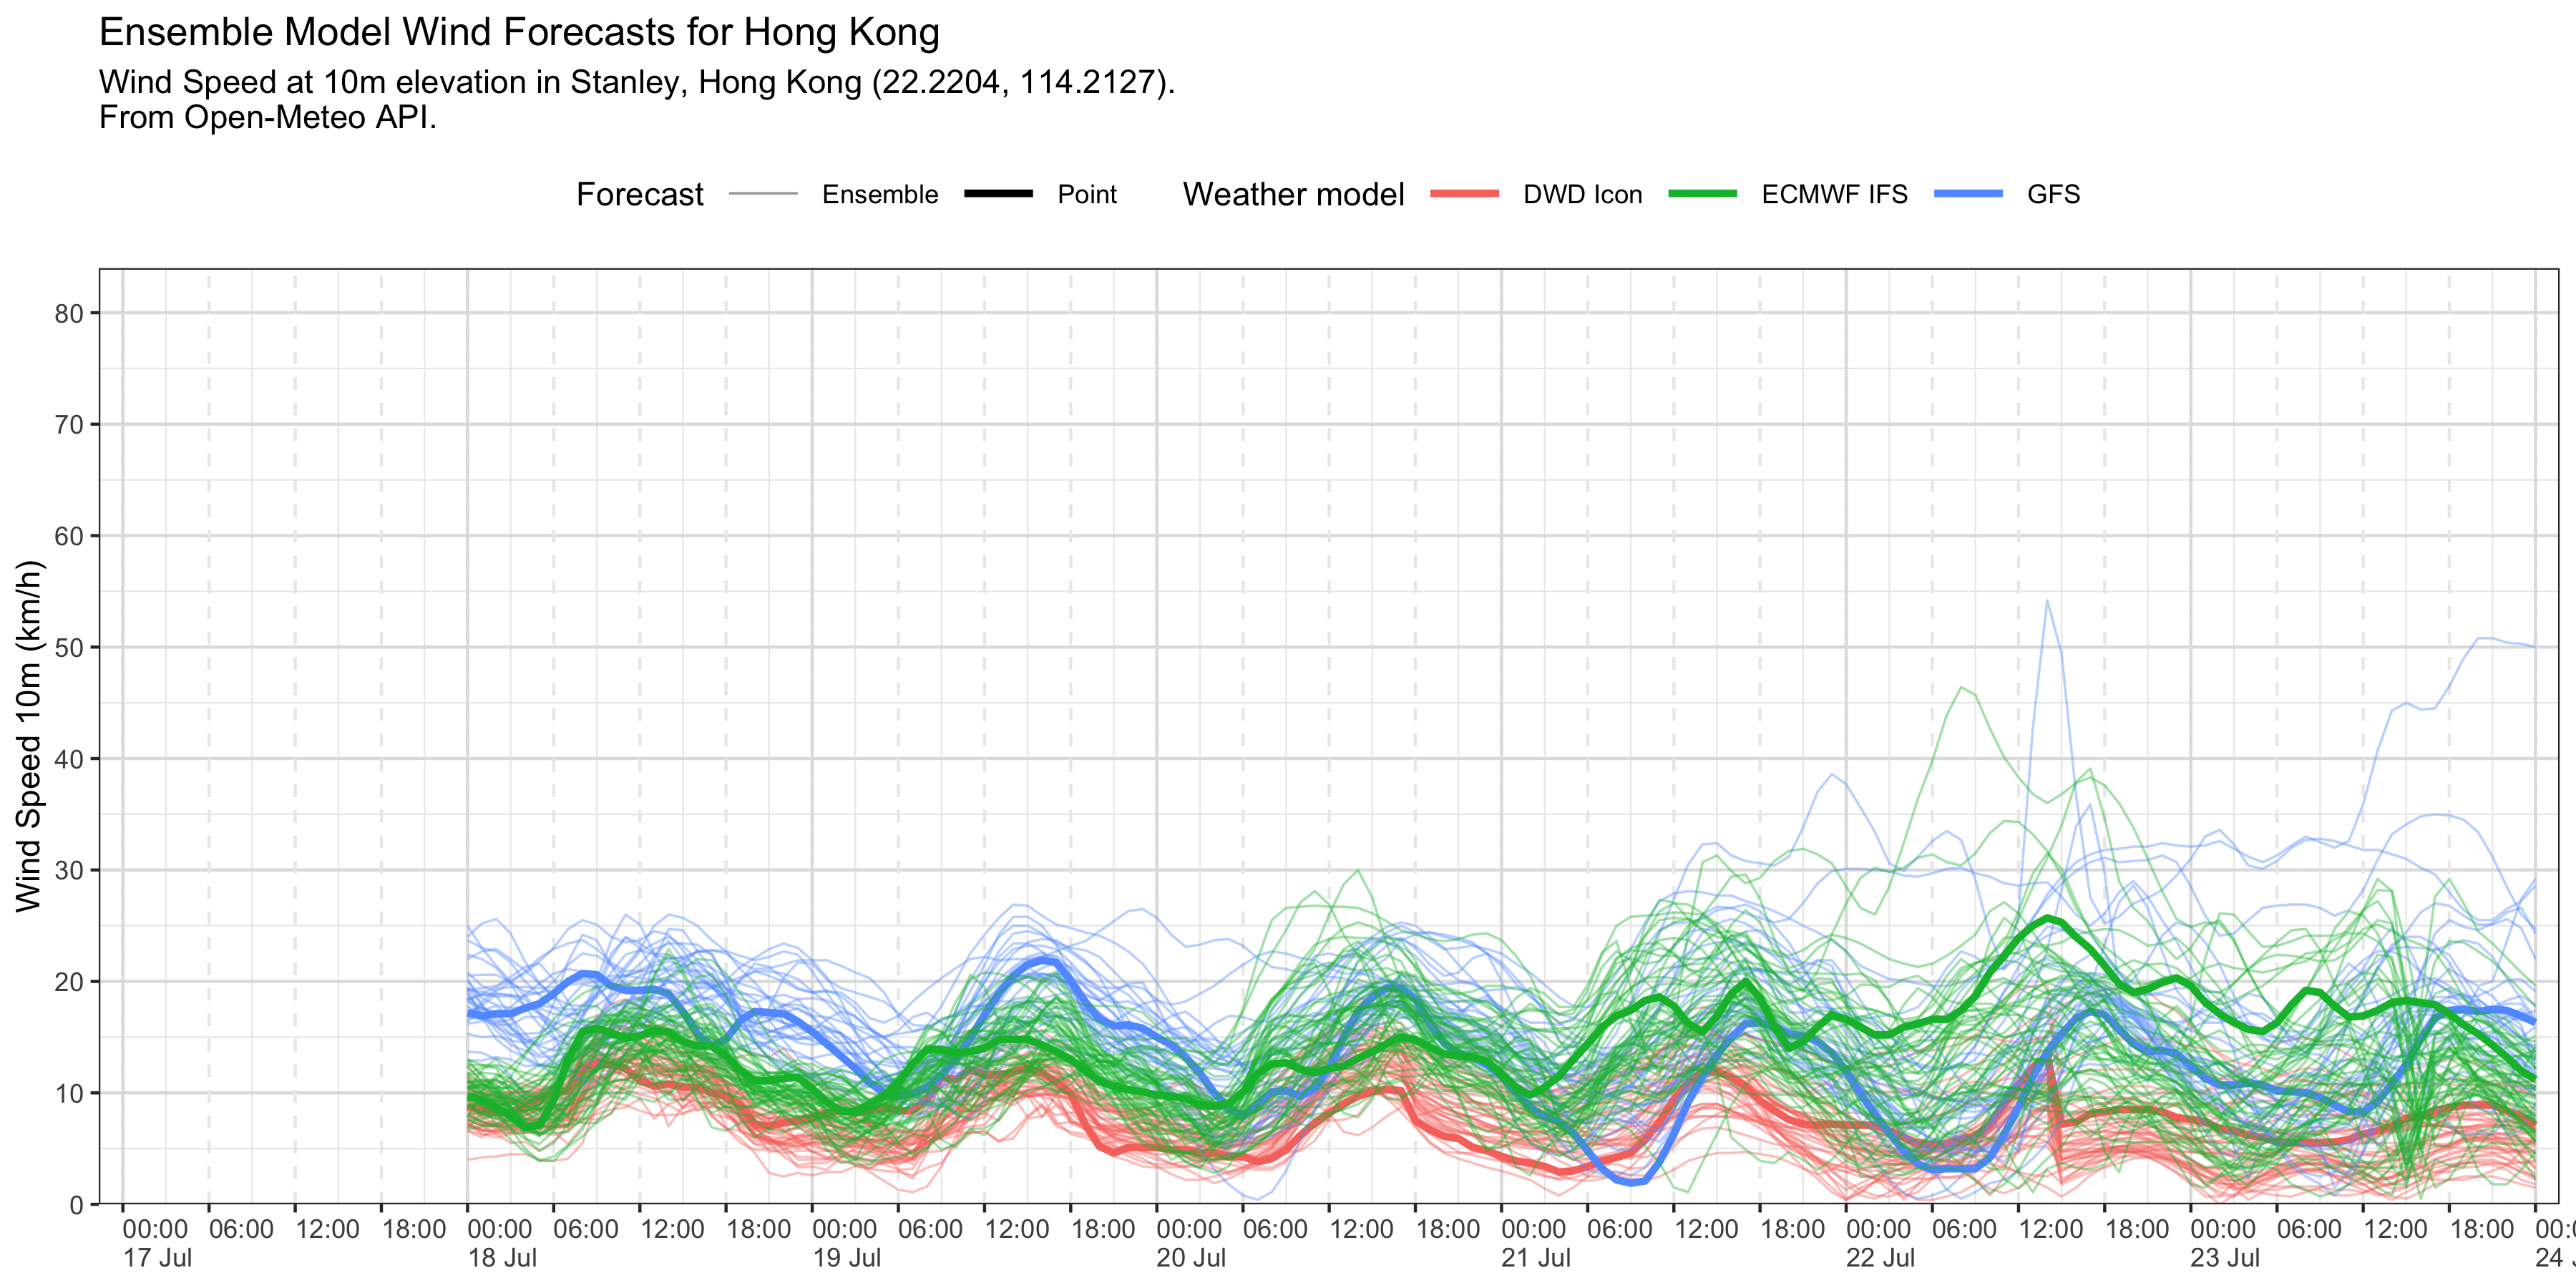 Ensemble Model Wind Forecasts for Hong Kong
Wind Speed at 10m elevation in Stanley, Hong Kong (22.2204, 114.2127).
From Open-Meteo API.
Forecast Ensemble Point Weather model DWD Icon ECMWF IFS GFS
Wind Speed 10m (km/h)
80
70
60
50
40
30
20
10
0
00:00 06:00 12:00 18:00 00:00 06:00 12:00 18:00 00:00 06:00 12:00 18:00 00:00 06:00 12:00 18:00 00:00 06:00 12:00 18:00 00:00 06:00 12:00 18:00 00:00 06:00 12:00 18:00
17 Jul 18 Jul 19 Jul 20 Jul 21 Jul 22 Jul 23 Jul 24